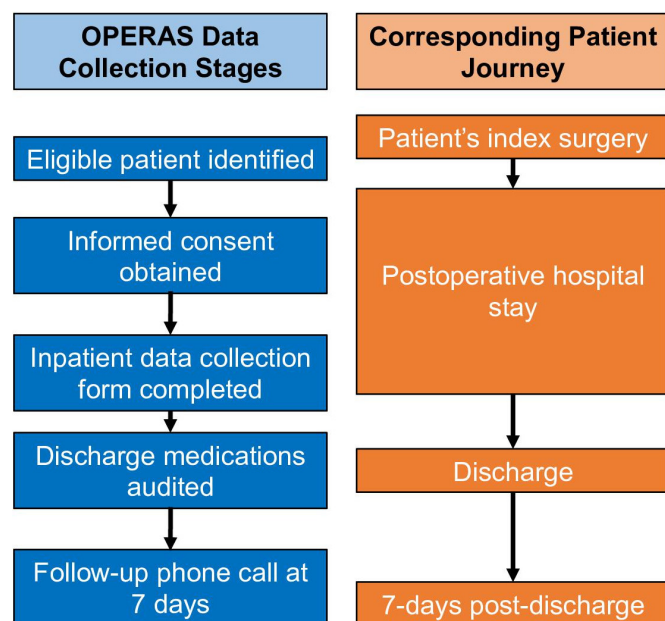 OPERAS Data
Collection Stages
Eligible patient identified
Informed consent
obtained
Inpatient data collection
form completed
Discharge medications
audited
Follow-up phone call at
7 days
Corresponding Patient
Journey
Patient’s index surgery
Postoperative hospital
stay
Discharge
7-days post-discharge